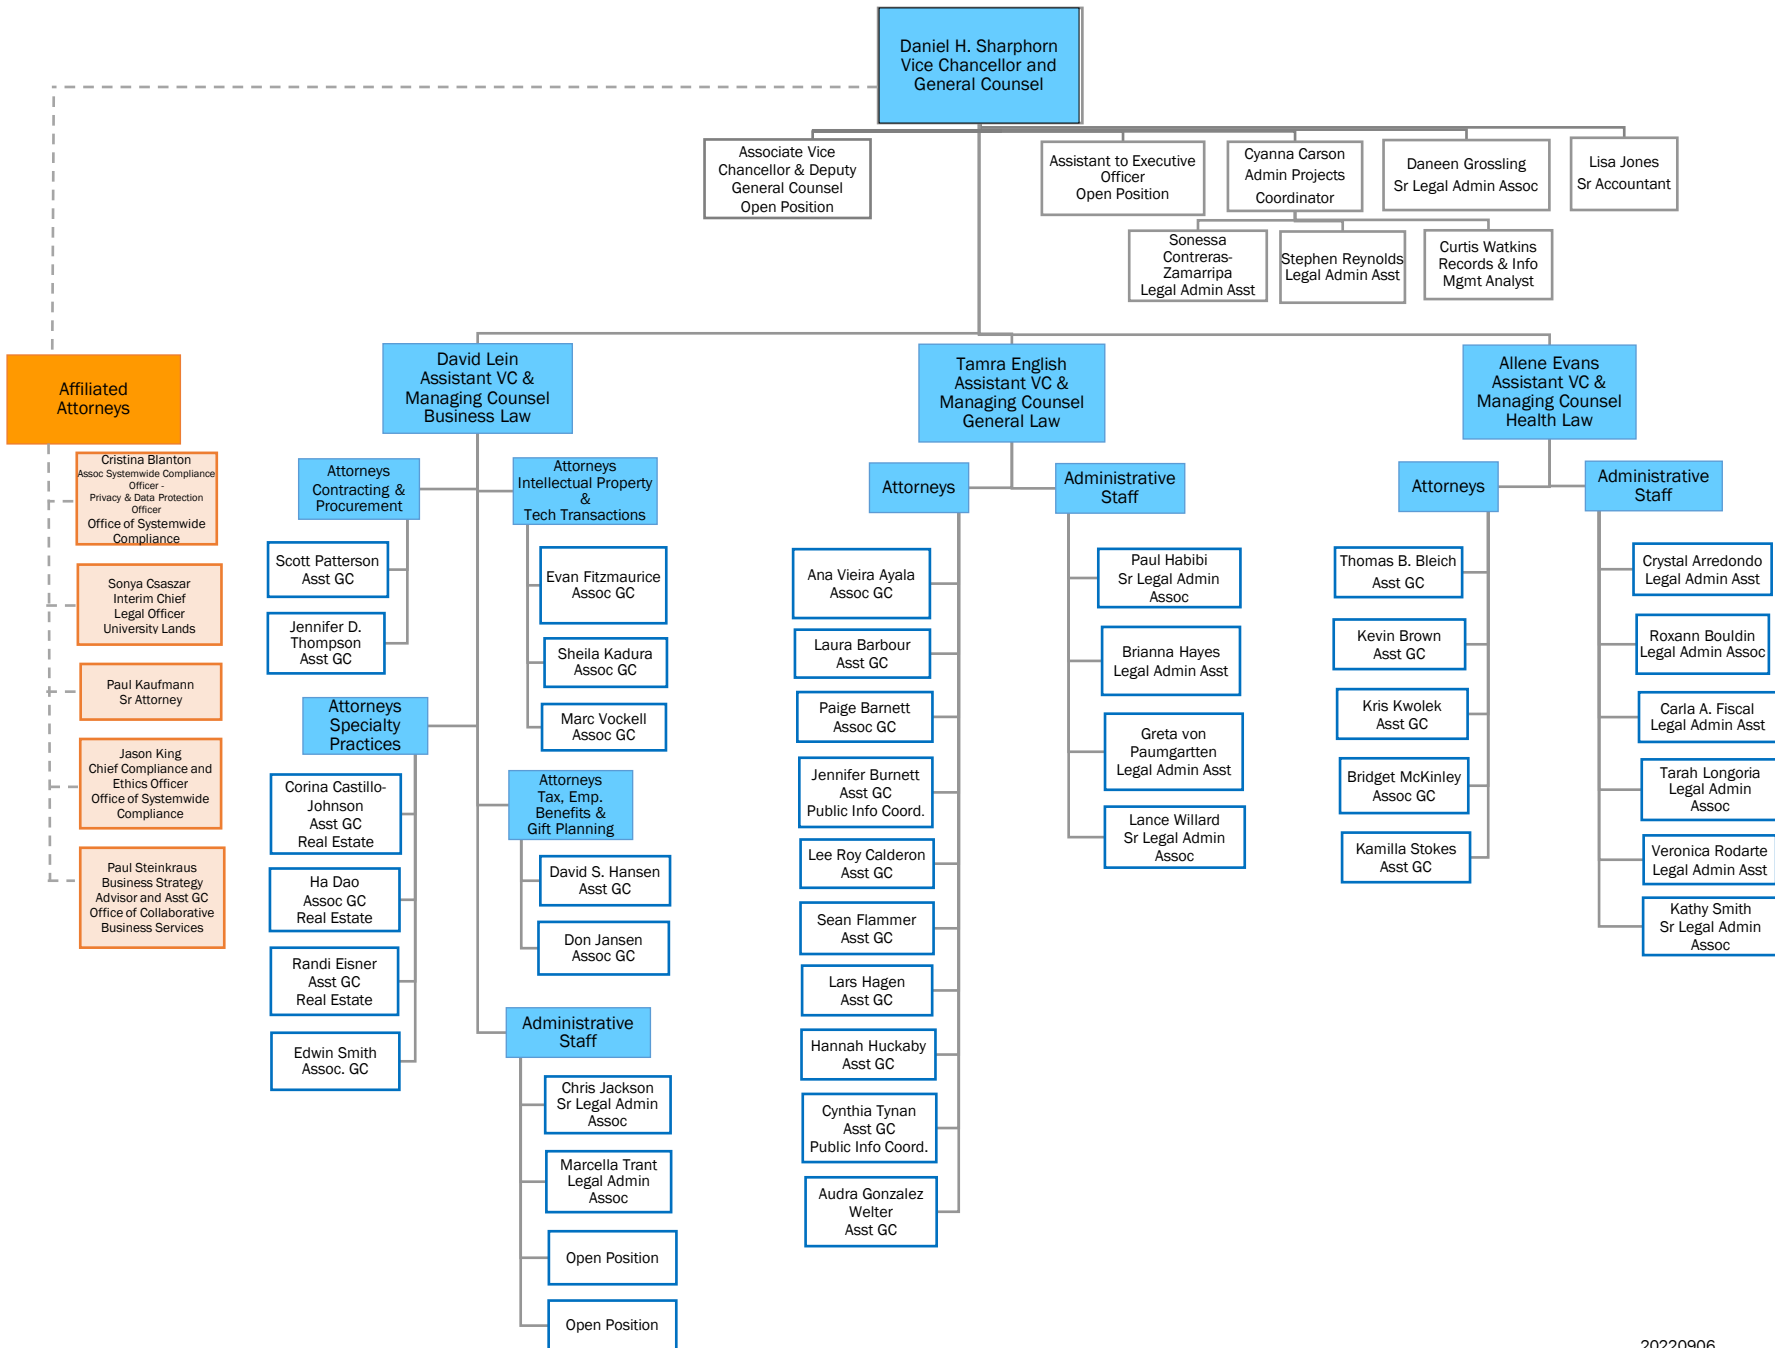 Daniel H. Sharphorn
Vice Chancellor and
General Counsel
Associate Vice
Chancellor & Deputy
General Counsel
Open Position
Assistant to Executive
Officer
Open Position
Cyanna Carson
Admin Projects
Coordinator
Daneen Grossling
Sr Legal Admin Assoc
Lisa Jones
Sr Accountant
Sonessa
Contreras-
Zamarripa
Legal Admin Asst
Stephen Reynolds
Legal Admin Asst
Curtis Watkins
Records & Info
Mgmt Analyst
Affiliated
Attorneys
Cristina Blanton
Assoc Systemwide Compliance
Officer -
Privacy & Data Protection
Officer
Office of Systemwide
Compliance
Sonya Csaszar
Interim Chief
Legal Officer
University Lands
Paul Kaufmann
Sr Attorney
Jason King
Chief Compliance and
Ethics Officer
Office of Systemwide
Compliance
Paul Steinkraus
Business Strategy
Advisor and Asst GC
Office of Collaborative
Business Services
David Lein
Assistant VC &
Managing Counsel
Business Law
Attorneys
Contracting &
Procurement
Scott Patterson
Asst GC
Jennifer D.
Thompson
Asst GC
Attorneys
Specialty
Practices
Corina Castillo-
Johnson
Asst GC
Real Estate
Ha Dao
Assoc GC
Real Estate
Randi Eisner
Asst GC
Real Estate
Edwin Smith
Assoc. GC
Attorneys
Intellectual Property
&
Tech Transactions
Evan Fitzmaurice
Assoc GC
Sheila Kadura
Assoc GC
Marc Vockell
Assoc GC
Attorneys
Tax, Emp.
Benefits &
Gift Planning
David S. Hansen
Asst GC
Don Jansen
Assoc GC
Administrative
Staff
Chris Jackson
Sr Legal Admin
Assoc
Marcella Trant
Legal Admin
Assoc
Open Position
Open Position
Tamra English
Assistant VC &
Managing Counsel
General Law
Attorneys
Ana Vieira Ayala
Assoc GC
Laura Barbour
Asst GC
Paige Barnett
Assoc GC
Jennifer Burnett
Asst GC
Public Info Coord.
Lee Roy Calderon
Asst GC
Sean Flammer
Asst GC
Lars Hagen
Asst GC
Hannah Huckaby
Asst GC
Cynthia Tynan
Asst GC
Public Info Coord.
Audra Gonzalez
Welter
Asst GC
Administrative
Staff
Paul Habibi
Sr Legal Admin
Assoc
Brianna Hayes
Legal Admin Asst
Greta von
Paumgartten
Legal Admin Asst
Lance Willard
Sr Legal Admin
Assoc
Allene Evans
Assistant VC &
Managing Counsel
Health Law
Attorneys
Thomas B. Bleich
Asst GC
Kevin Brown
Asst GC
Kris Kwolek
Asst GC
Bridget McKinley
Assoc GC
Kamilla Stokes
Asst GC
Administrative
Staff
Crystal Arredondo
Legal Admin Asst
Roxann Bouldin
Legal Admin Assoc
Carla A. Fiscal
Legal Admin Asst
Tarah Longoria
Legal Admin
Assoc
Veronica Rodarte
Legal Admin Asst
Kathy Smith
Sr Legal Admin
Assoc
20220906